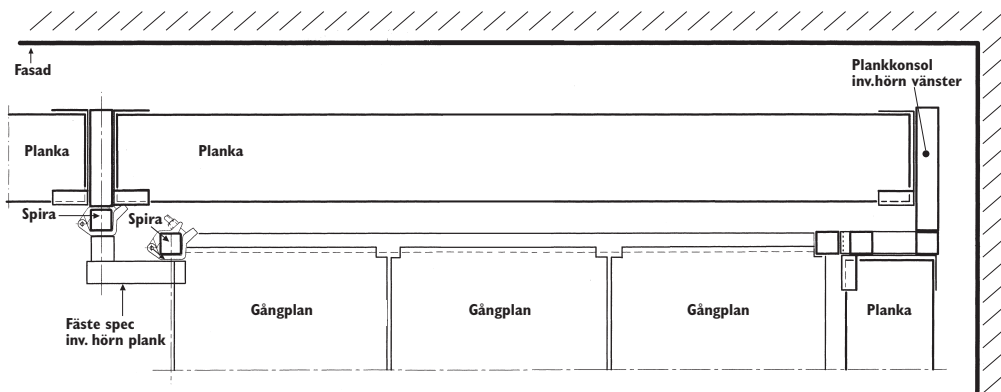 Fasad
Plankkonsol
inv.hörn vänster
Planka
Planka
Spira
Spira
Gångplan
Gångplan
Gångplan
Planka
Fäste spec
inv. hörn plank